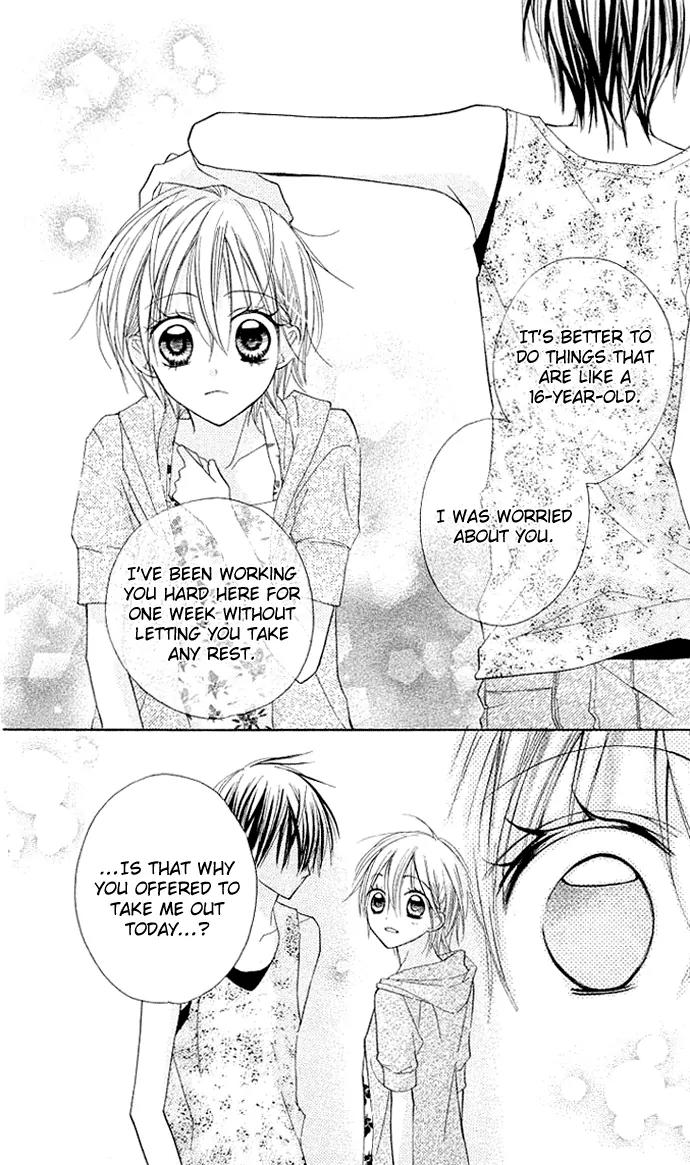 IT'S BETTER TO
DO THINGS THAT
ARE LIKE A
16-YEAR-OLD.
I WAS WORRIED
ABOUT YOU.
I'VE BEEN WORKING
YOU HARD HERE FOR
ONE WEEK WITHOUT
LETTING YOU TAKE
ANY REST.
...IS THAT WHY
YOU OFFERED TO
TAKE ME OUT
TODAY...?